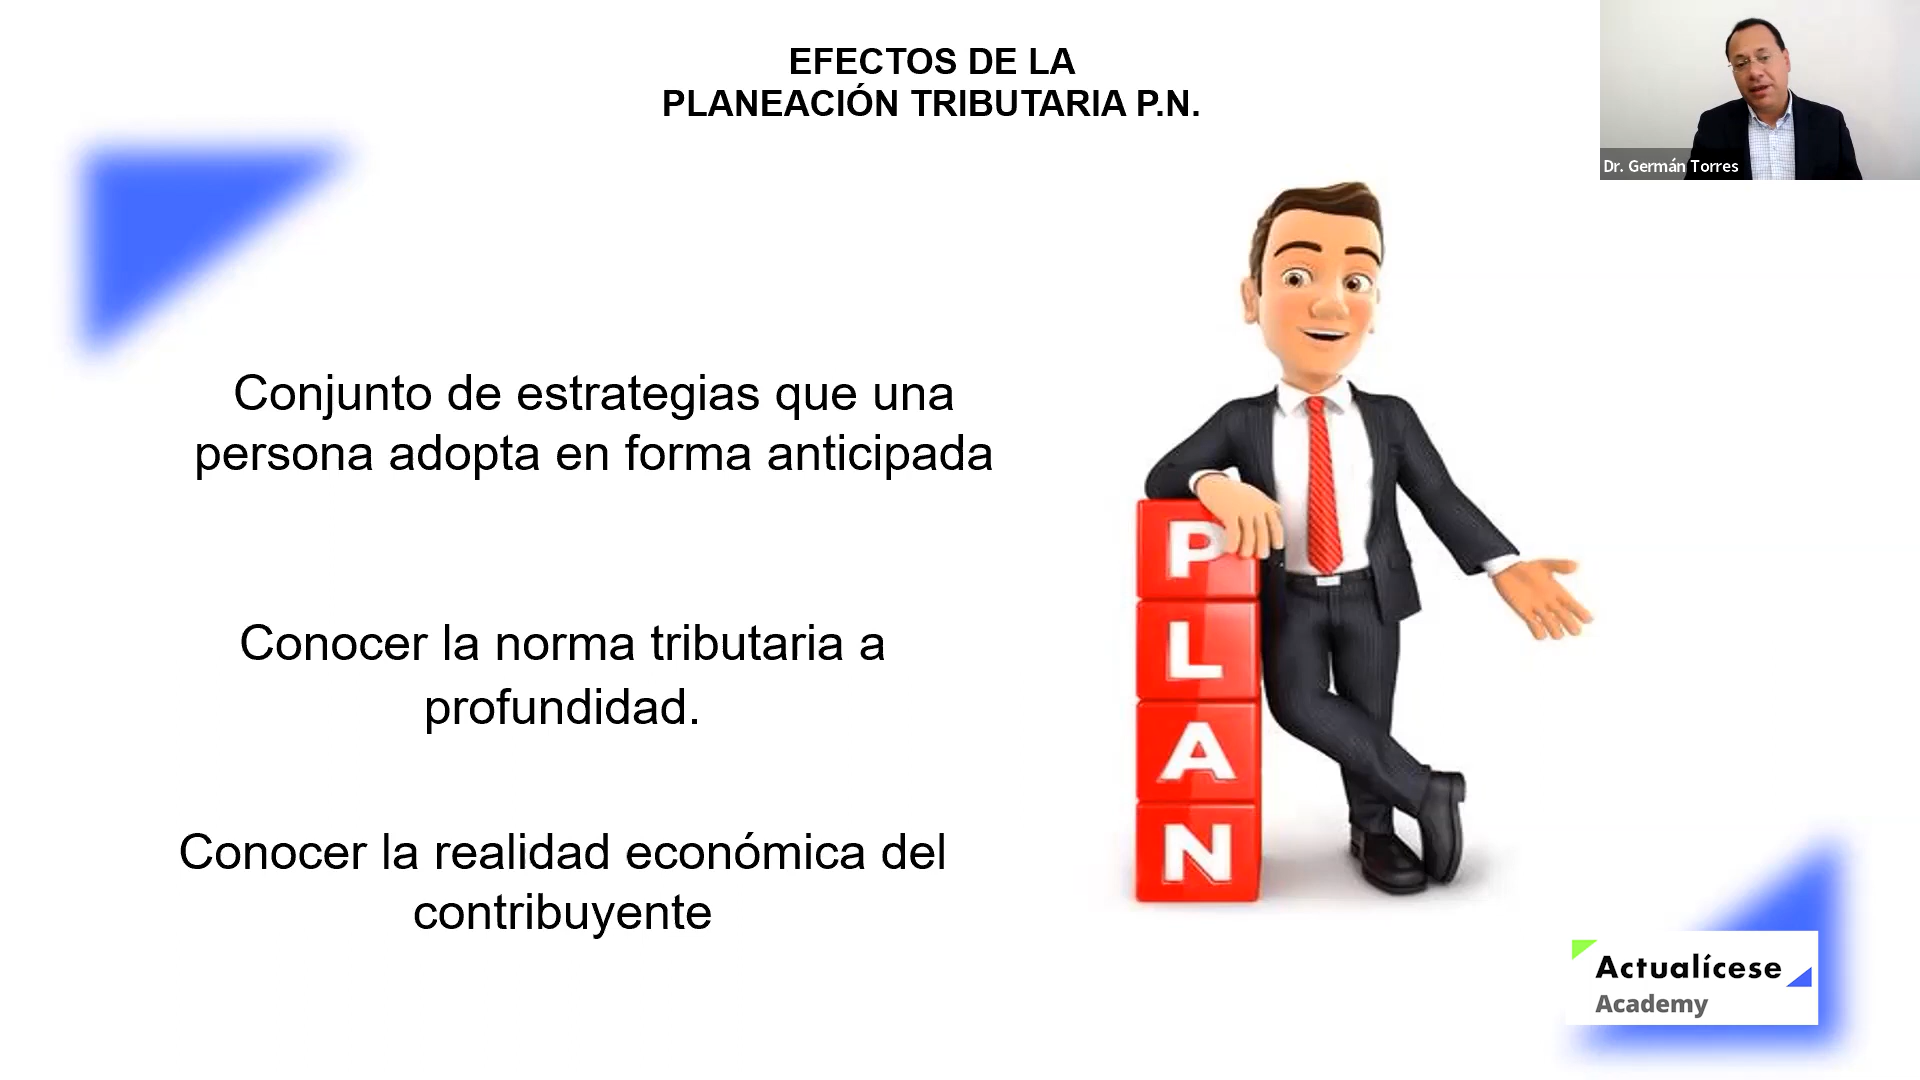 EFECTOS DE LA
PLANEACIÓN TRIBUTARIA P.N.
Dr. Germán Torres
Conjunto de estrategias que una
persona adopta en forma anticipada
Conocer la norma tributaria a
profundidad.
Conocer la realidad económica del
contribuyente
P
L
A
N
Actualícese
Academy